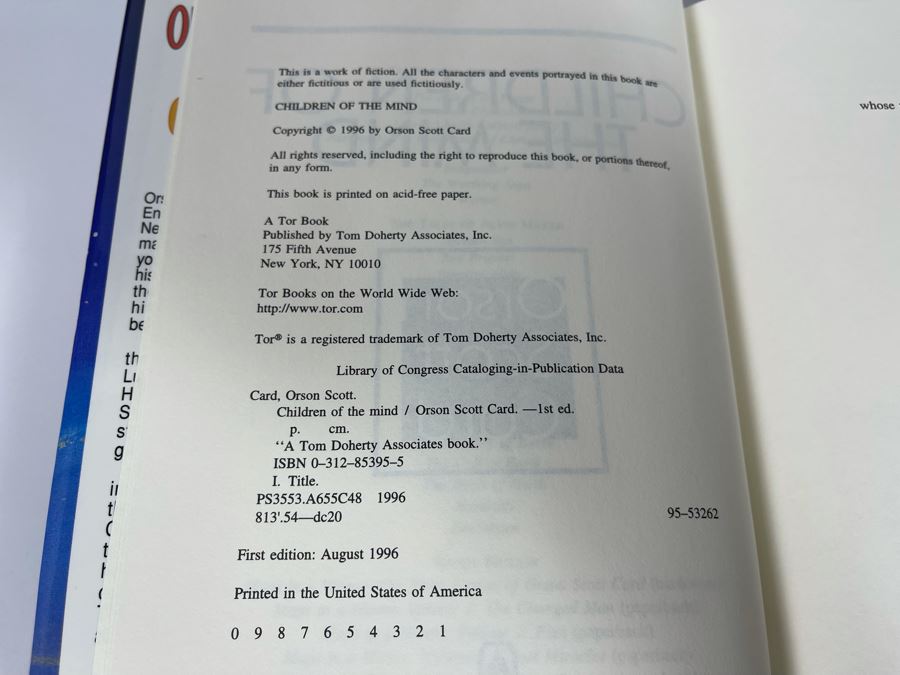 This is a work of fiction. All the characters and events portrayed in this book are
either fictitious or are used fictitiously.
CHILDREN OF THE MIND
Copyright © 1996 by Orson Scott Card
All rights reserved, including the right to reproduce this book, or portions thereof,
in any form.
This book is printed on acid-free paper.
A Tor Book
Published by Tom Doherty Associates, Inc.
175 Fifth Avenue
New York, NY 10010
Tor Books on the World Wide Web:
http://www.tor.com
Tor® is a registered trademark of Tom Doherty Associates, Inc.
Library of Congress Cataloging-in-Publication Data
Card, Orson Scott.
Children of the mind / Orson Scott Card. —1st ed.
p. cm.
“A Tom Doherty Associates book.”
ISBN 0–312–85395–5
I. Title.
PS3553.A655C48 1996
813'.54—dc20 95–53262
First edition: August 1996
Printed in the United States of America
0 9 8 7 6 5 4 3 2 1
whose